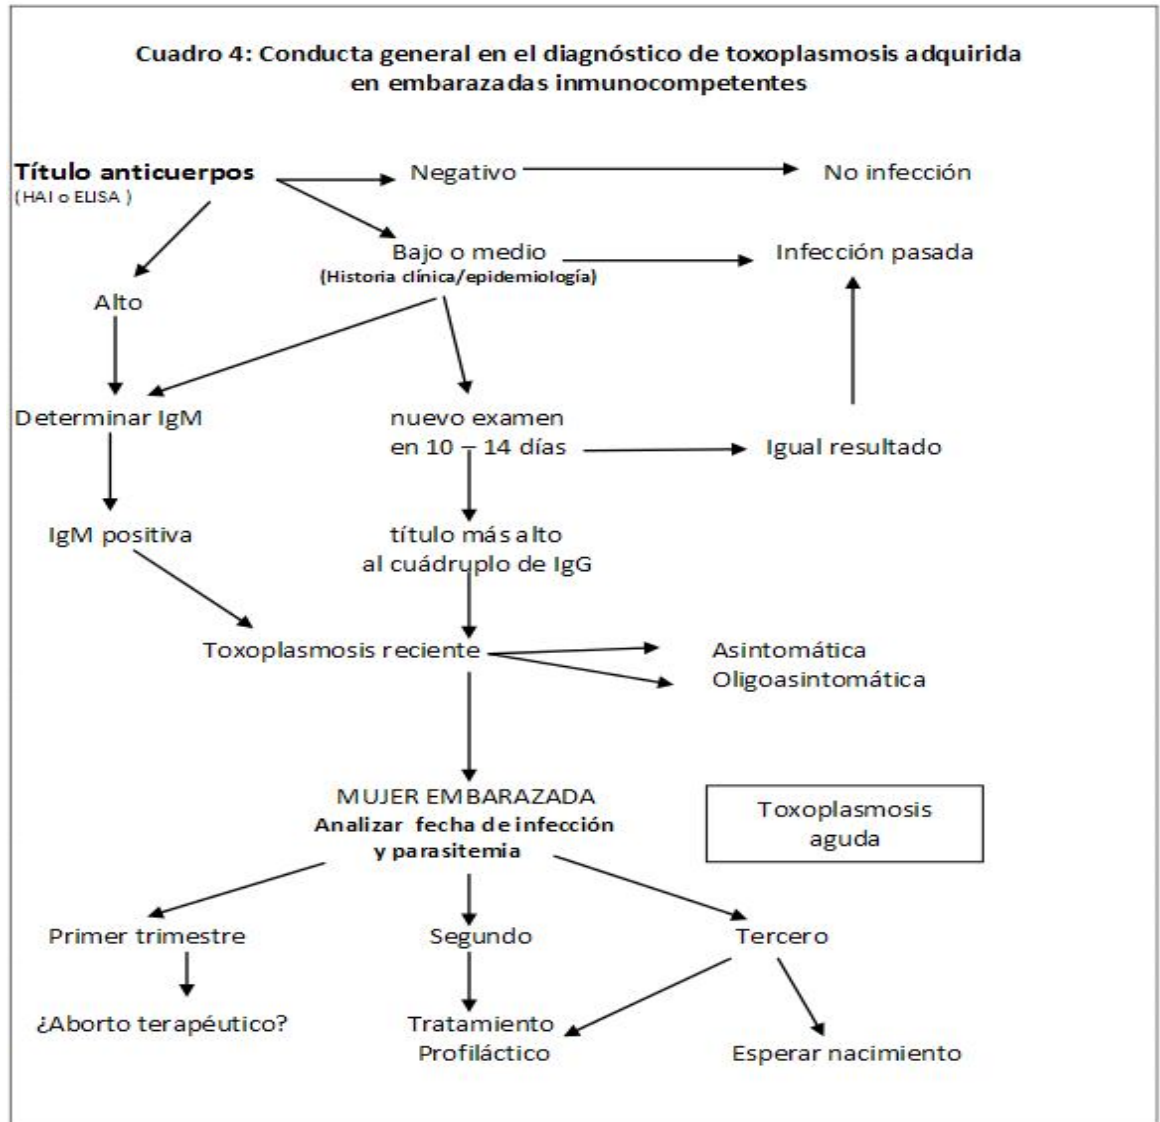 Cuadro 4: Conducta general en el diagnóstico de toxoplasmosis adquirida
en embarazadas inmunocompetentes
Título anticuerpos
(HAI o ELISA )
Negativo
No infección
Bajo o medio
(Historia clínica/epidemiología)
Infección pasada
Alto
Determinar IgM
nuevo examen
en 10 – 14 días
Igual resultado
IgM positiva
título más alto
al cuádruplo de IgG
Toxoplasmosis reciente
Asintomática
Oligoasintomática
MUJER EMBARAZADA
Analizar fecha de infección
y parasitemia
Toxoplasmosis
aguda
Primer trimestre
Segundo
Tercero
¿Aborto terapéutico?
Tratamiento
Profiláctico
Esperar nacimiento